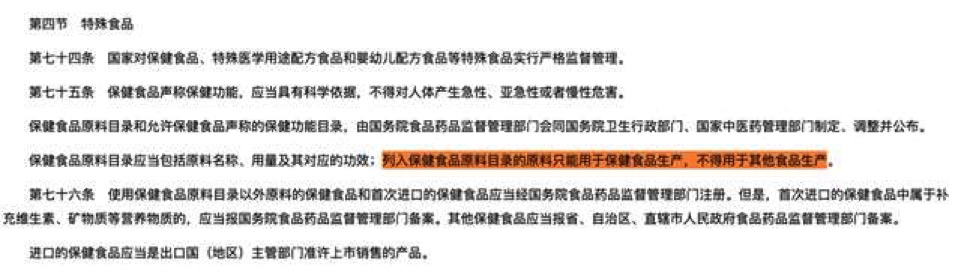 第四节 特殊食品
第七十四条 国家对保健食品、特殊医学用途配方食品和婴幼儿配方食品等特殊食品实行严格监督管理。
第七十五条 保健食品声称保健功能，应当具有科学依据，不得对人体产生急性、亚急性或者慢性危害。
保健食品原料目录和允许保健食品声称的保健功能目录，由国务院食品药品监督管理部门会同国务院卫生行政部门、国家中医药管理部门制定、调整并公布。
保健食品原料目录应当包括原料名称、用量及其对应的功效；列入保健食品原料目录的原料只能用于保健食品生产，不得用于其他食品生产。
第七十六条 使用保健食品原料目录以外原料的保健食品和首次进口的保健食品应当经国务院食品药品监督管理部门注册。但是，首次进口的保健食品中属于补
充维生素、矿物质等营养物质的，应当报国务院食品药品监督管理部门备案。其他保健食品应当报省、自治区、直辖市人民政府食品药品监督管理部门备案。
进口的保健食品应当是出口国（地区）主管部门准许上市销售的产品。